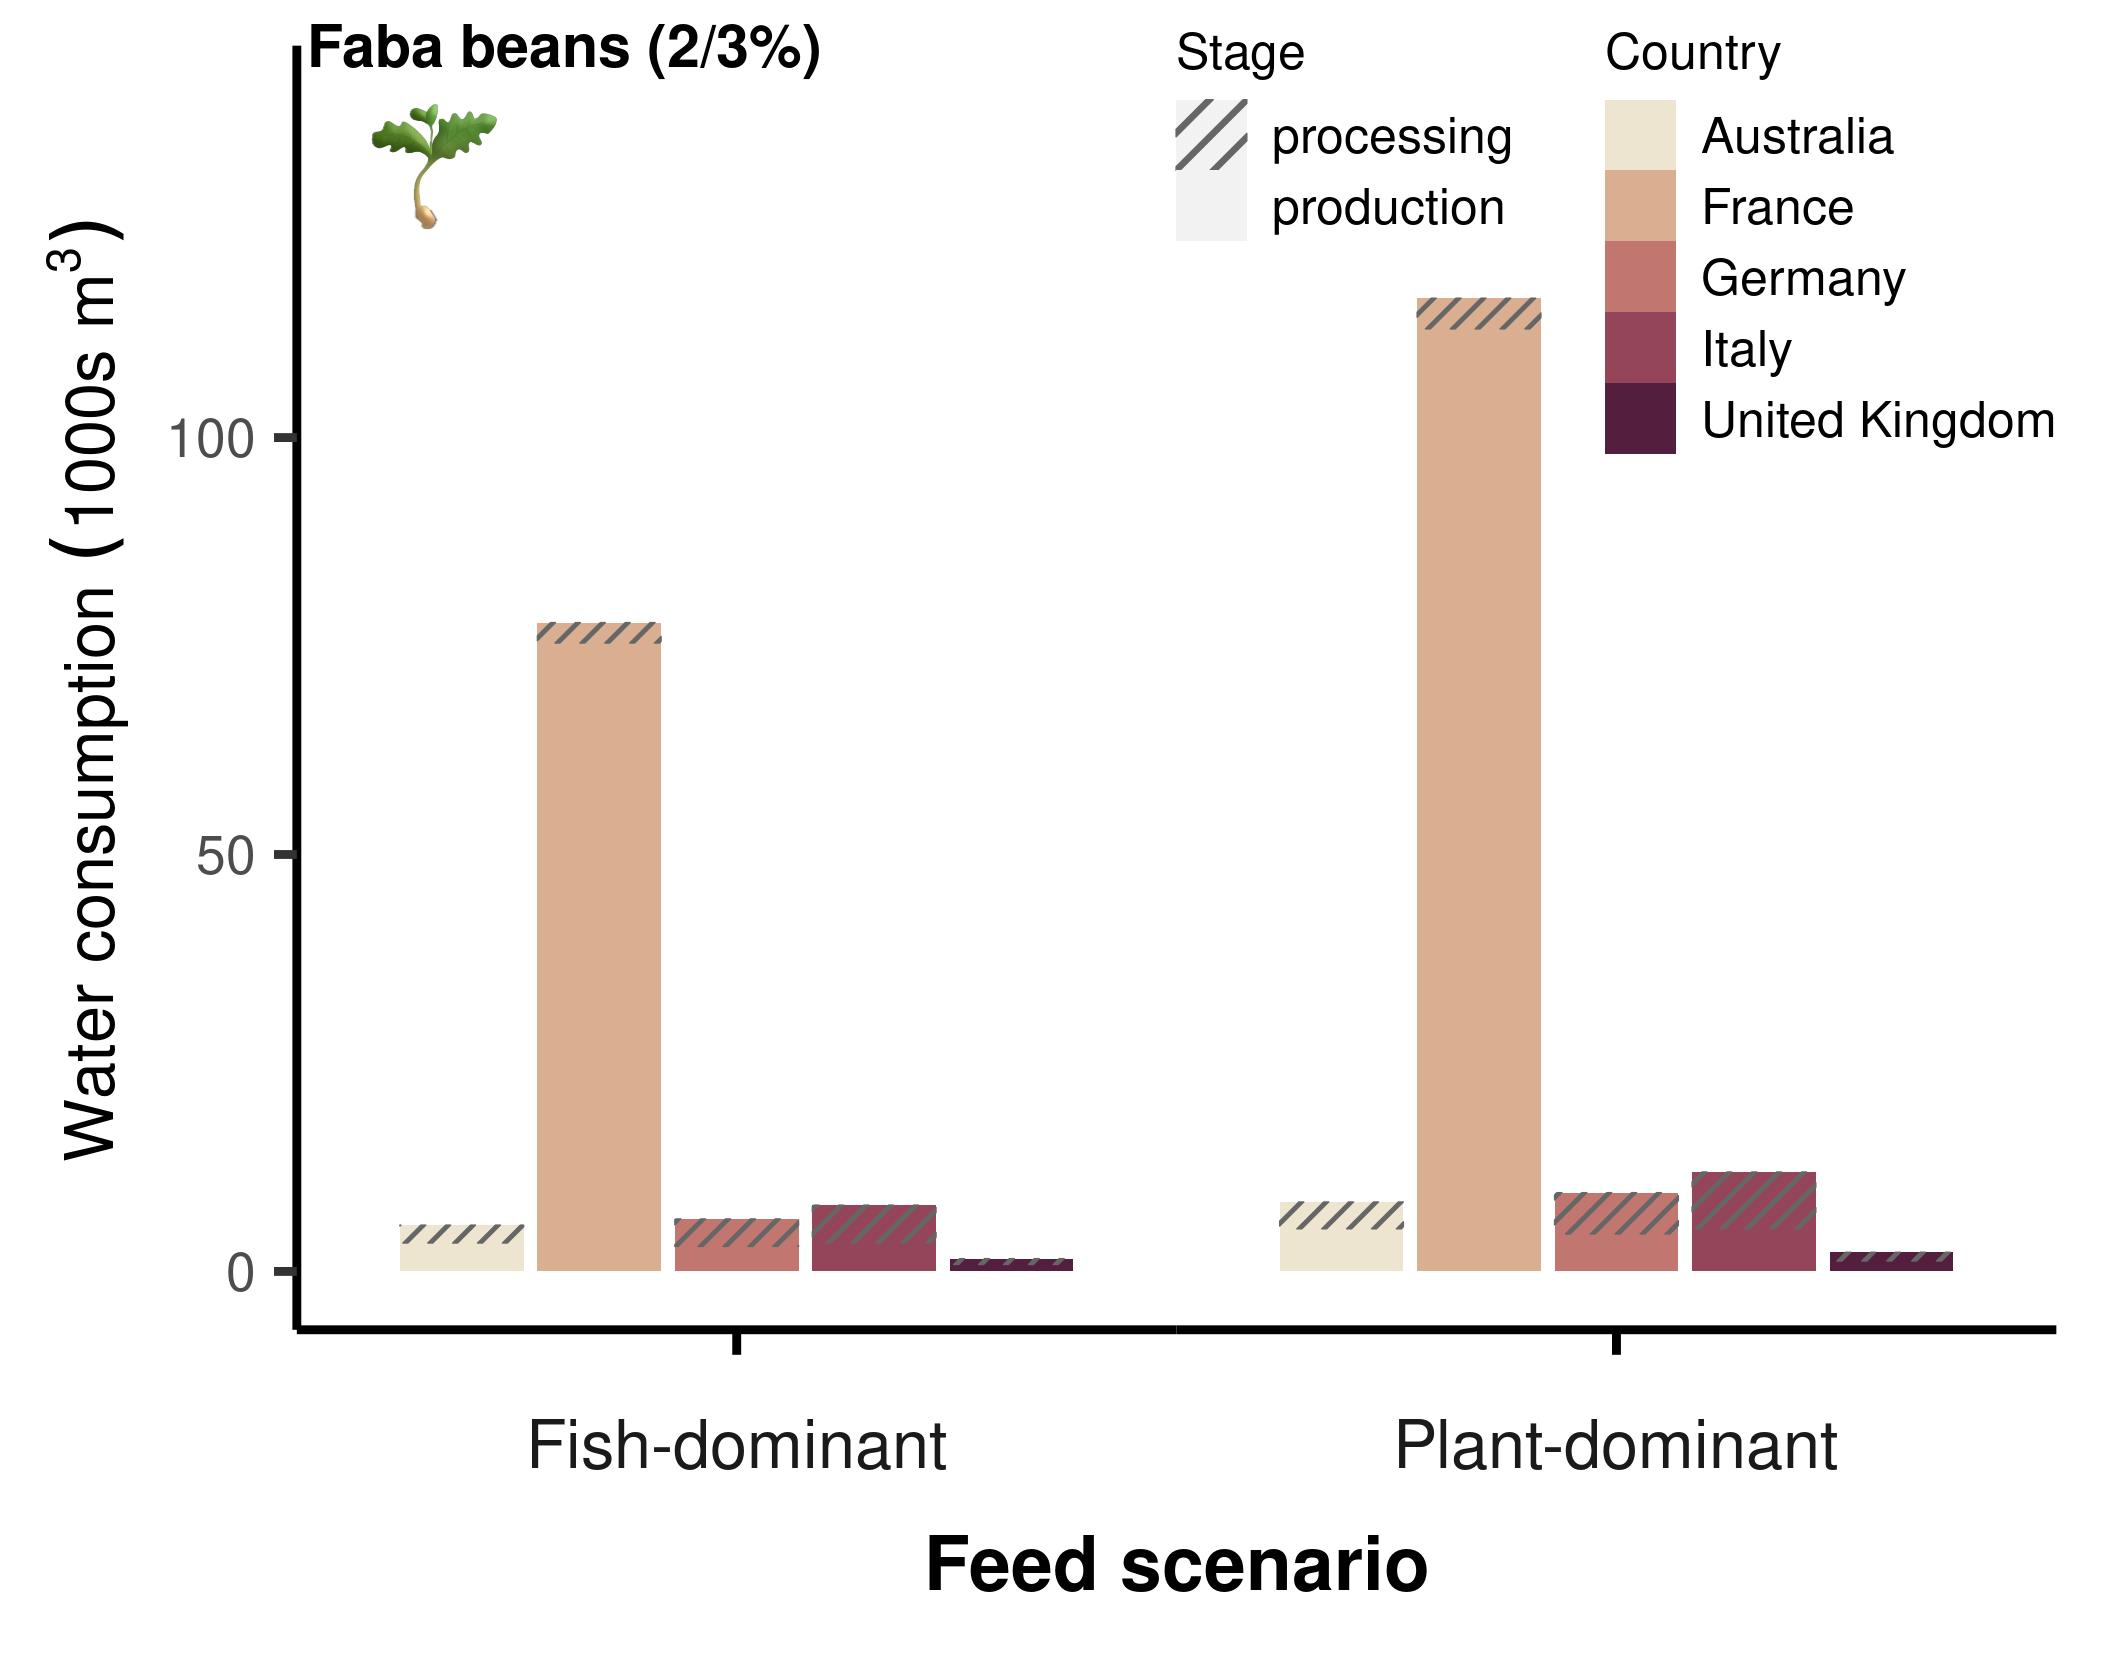 Faba beans (2/3%)
Stage
processing
production
Country
Australia
France
Germany
Italy
United Kingdom
Water consumption (1000s m³)
100
50
0
Fish-dominant
Plant-dominant
Feed scenario